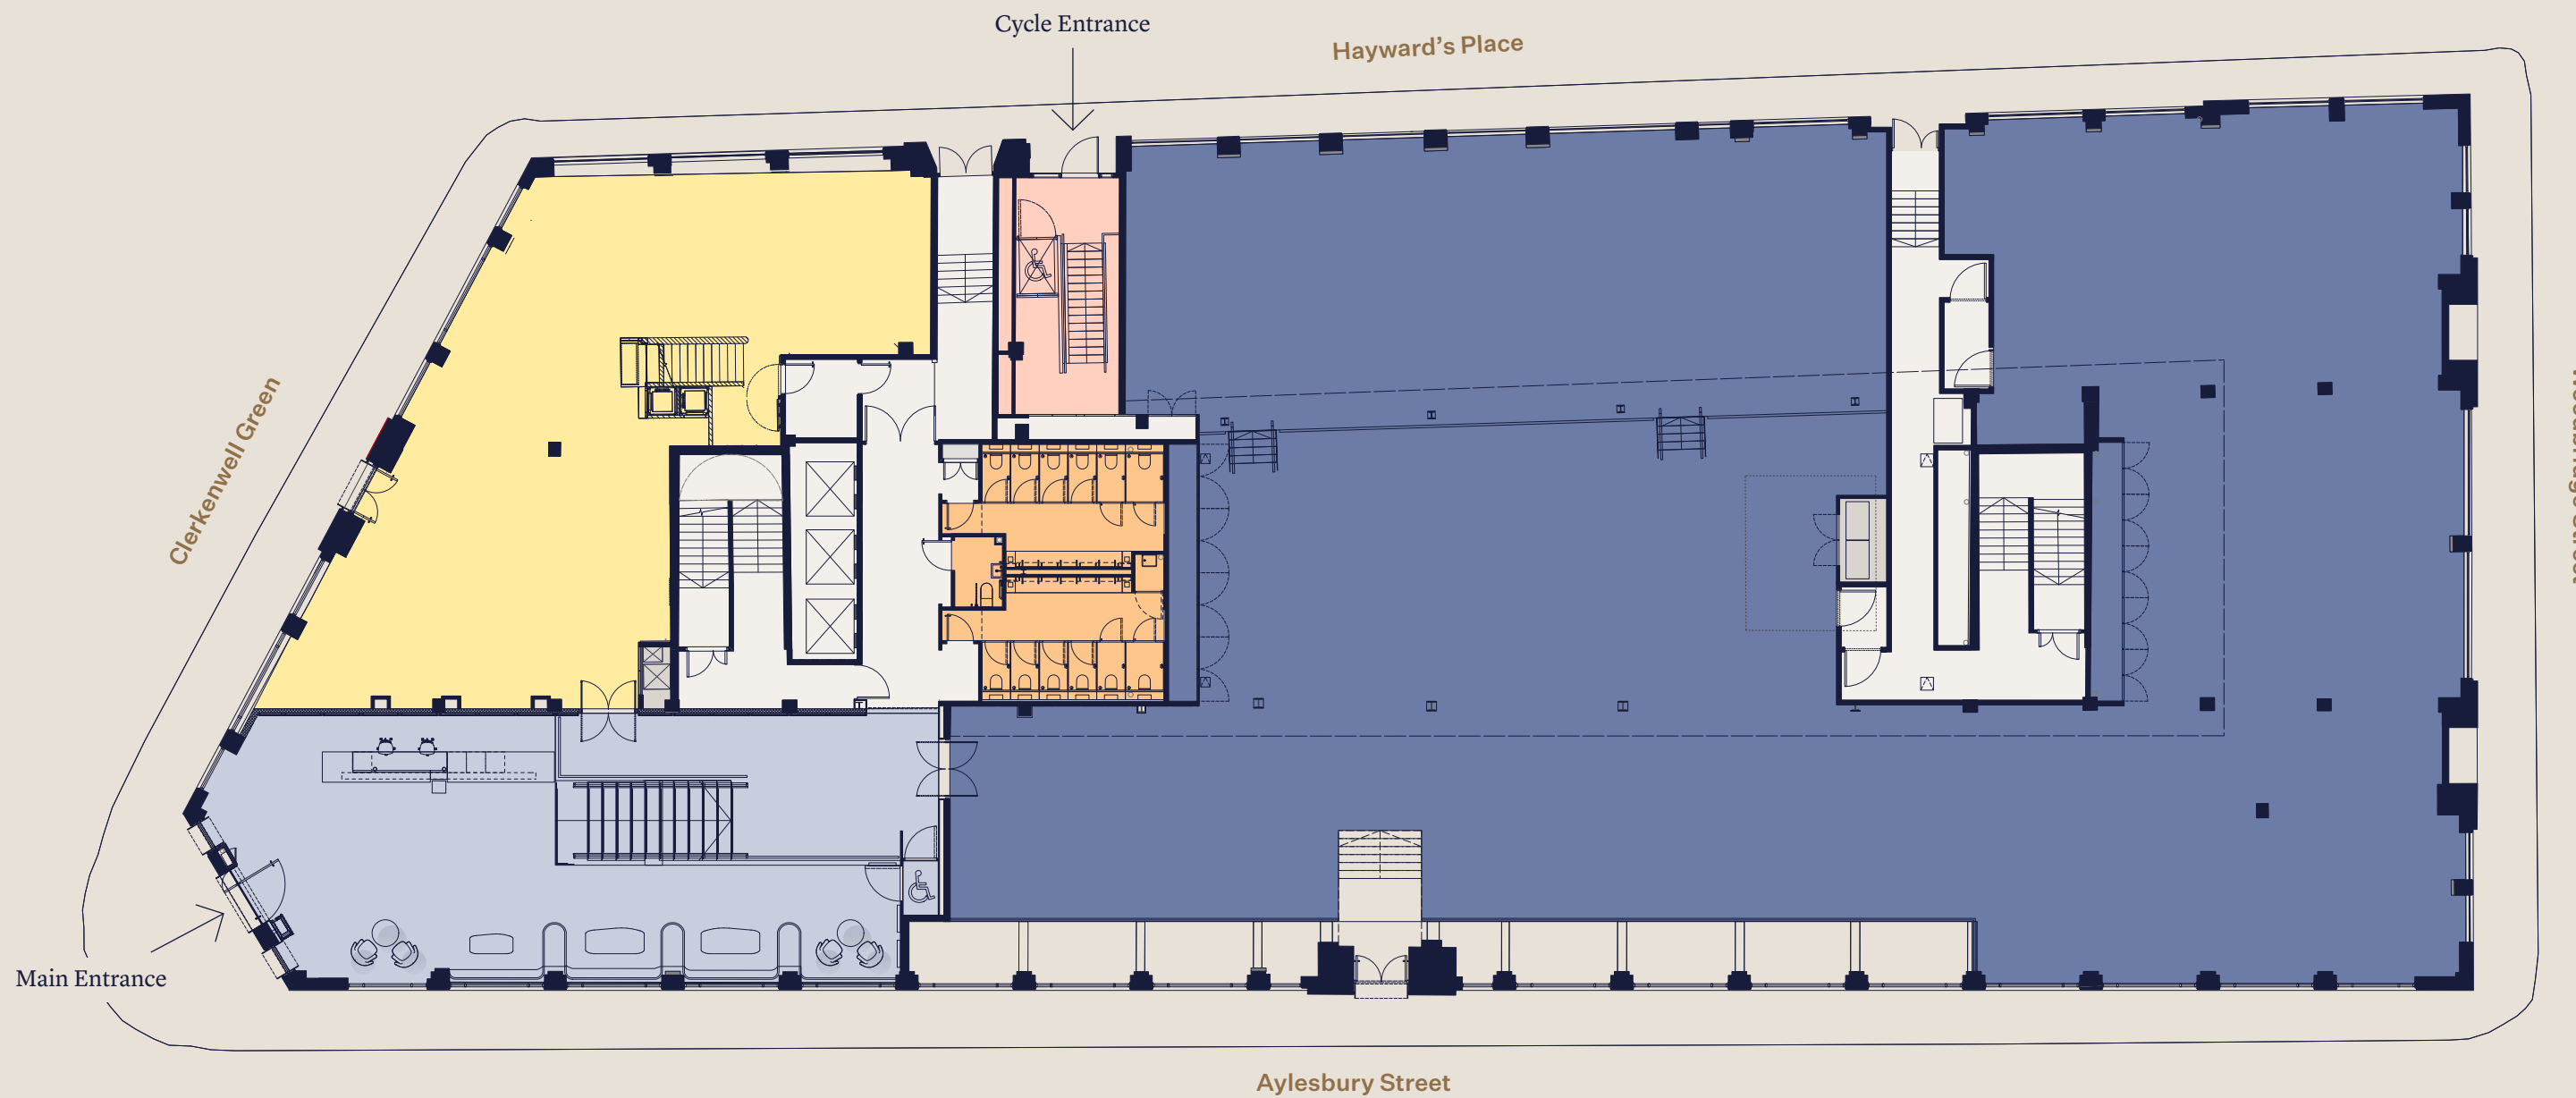 Cycle Entrance
Hayward’s Place
Clerkenwell Green
Main Entrance
Aylesbury Street